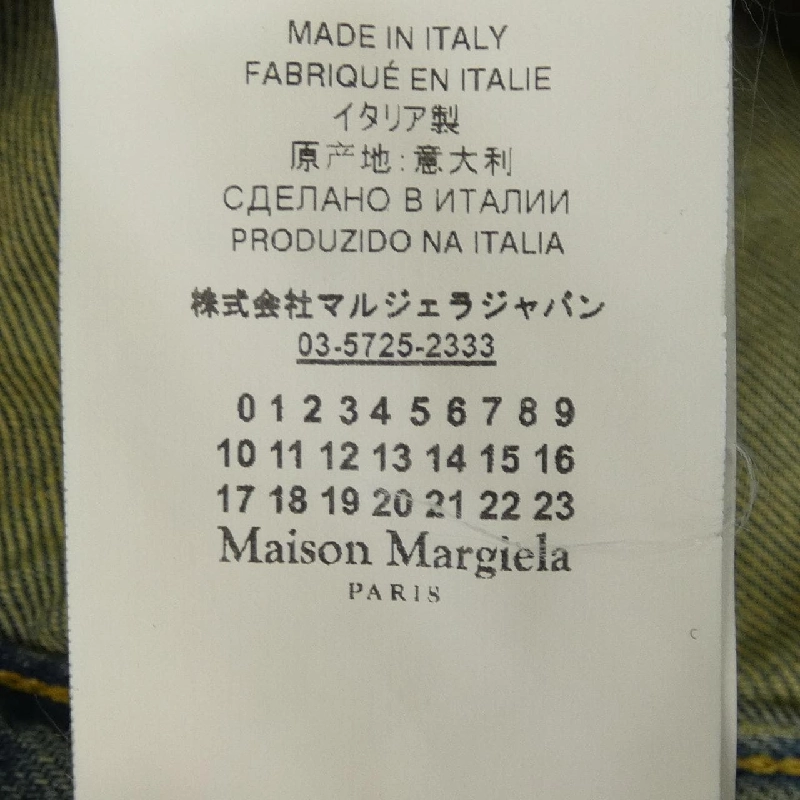 MADE IN ITALY
FABRIQUÉ EN ITALIE
イタリア製
原产地:意大利
СДЕЛАНО В ИТАЛИИ
PRODUZIDO NA ITALIA
株式会社マルジェラジャパン
03-5725-2333
0 1 2 3 4 5 6 7 8 9
10 11 12 13 14 15 16
17 18 19 20 21 22 23
Maison Margiela
PARIS
c